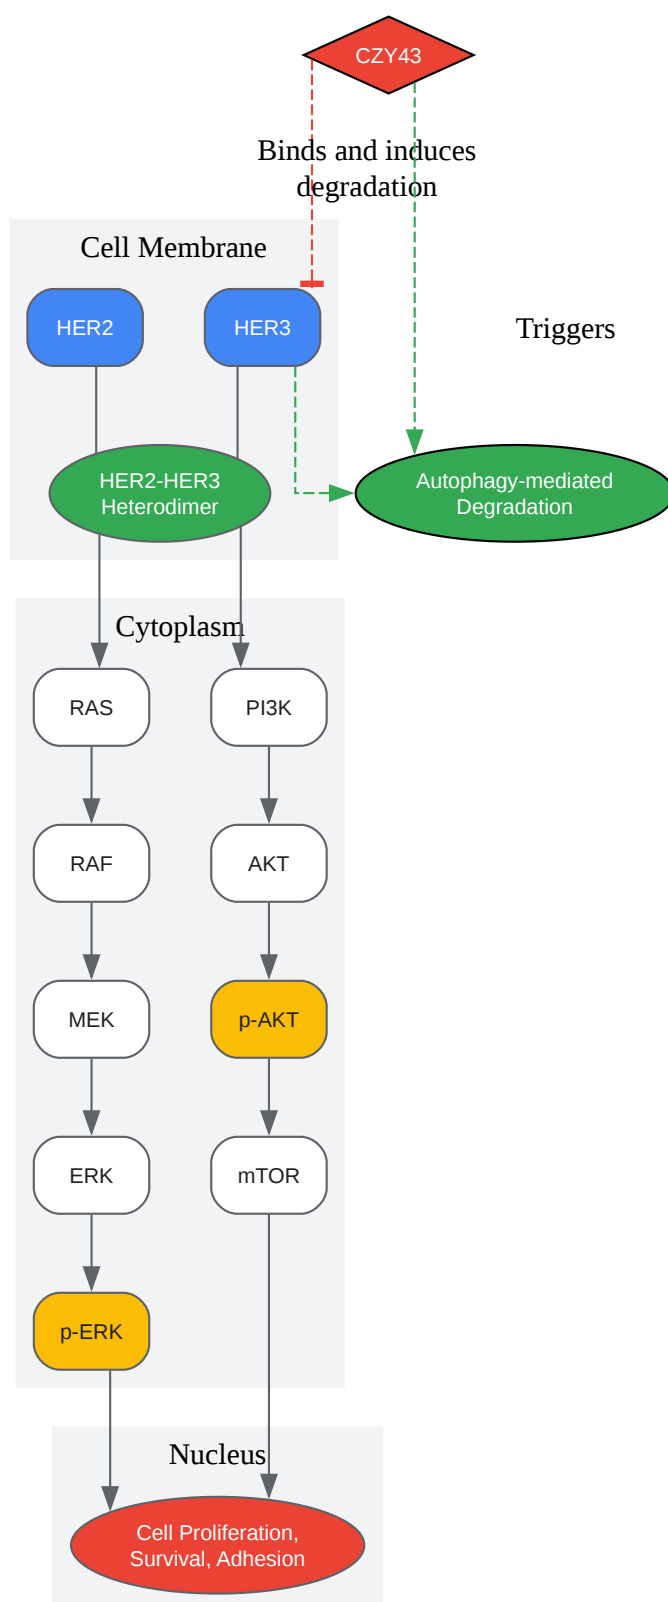 CZY43
Binds and induces
degradation
Cell Membrane
HER2
HER3
Triggers
HER2-HER3
Heterodimer
Autophagy-mediated
Degradation
Cytoplasm
RAS
PI3K
RAF
AKT
MEK
p-AKT
ERK
mTOR
p-ERK
Nucleus
Cell Proliferation,
Survival, Adhesion